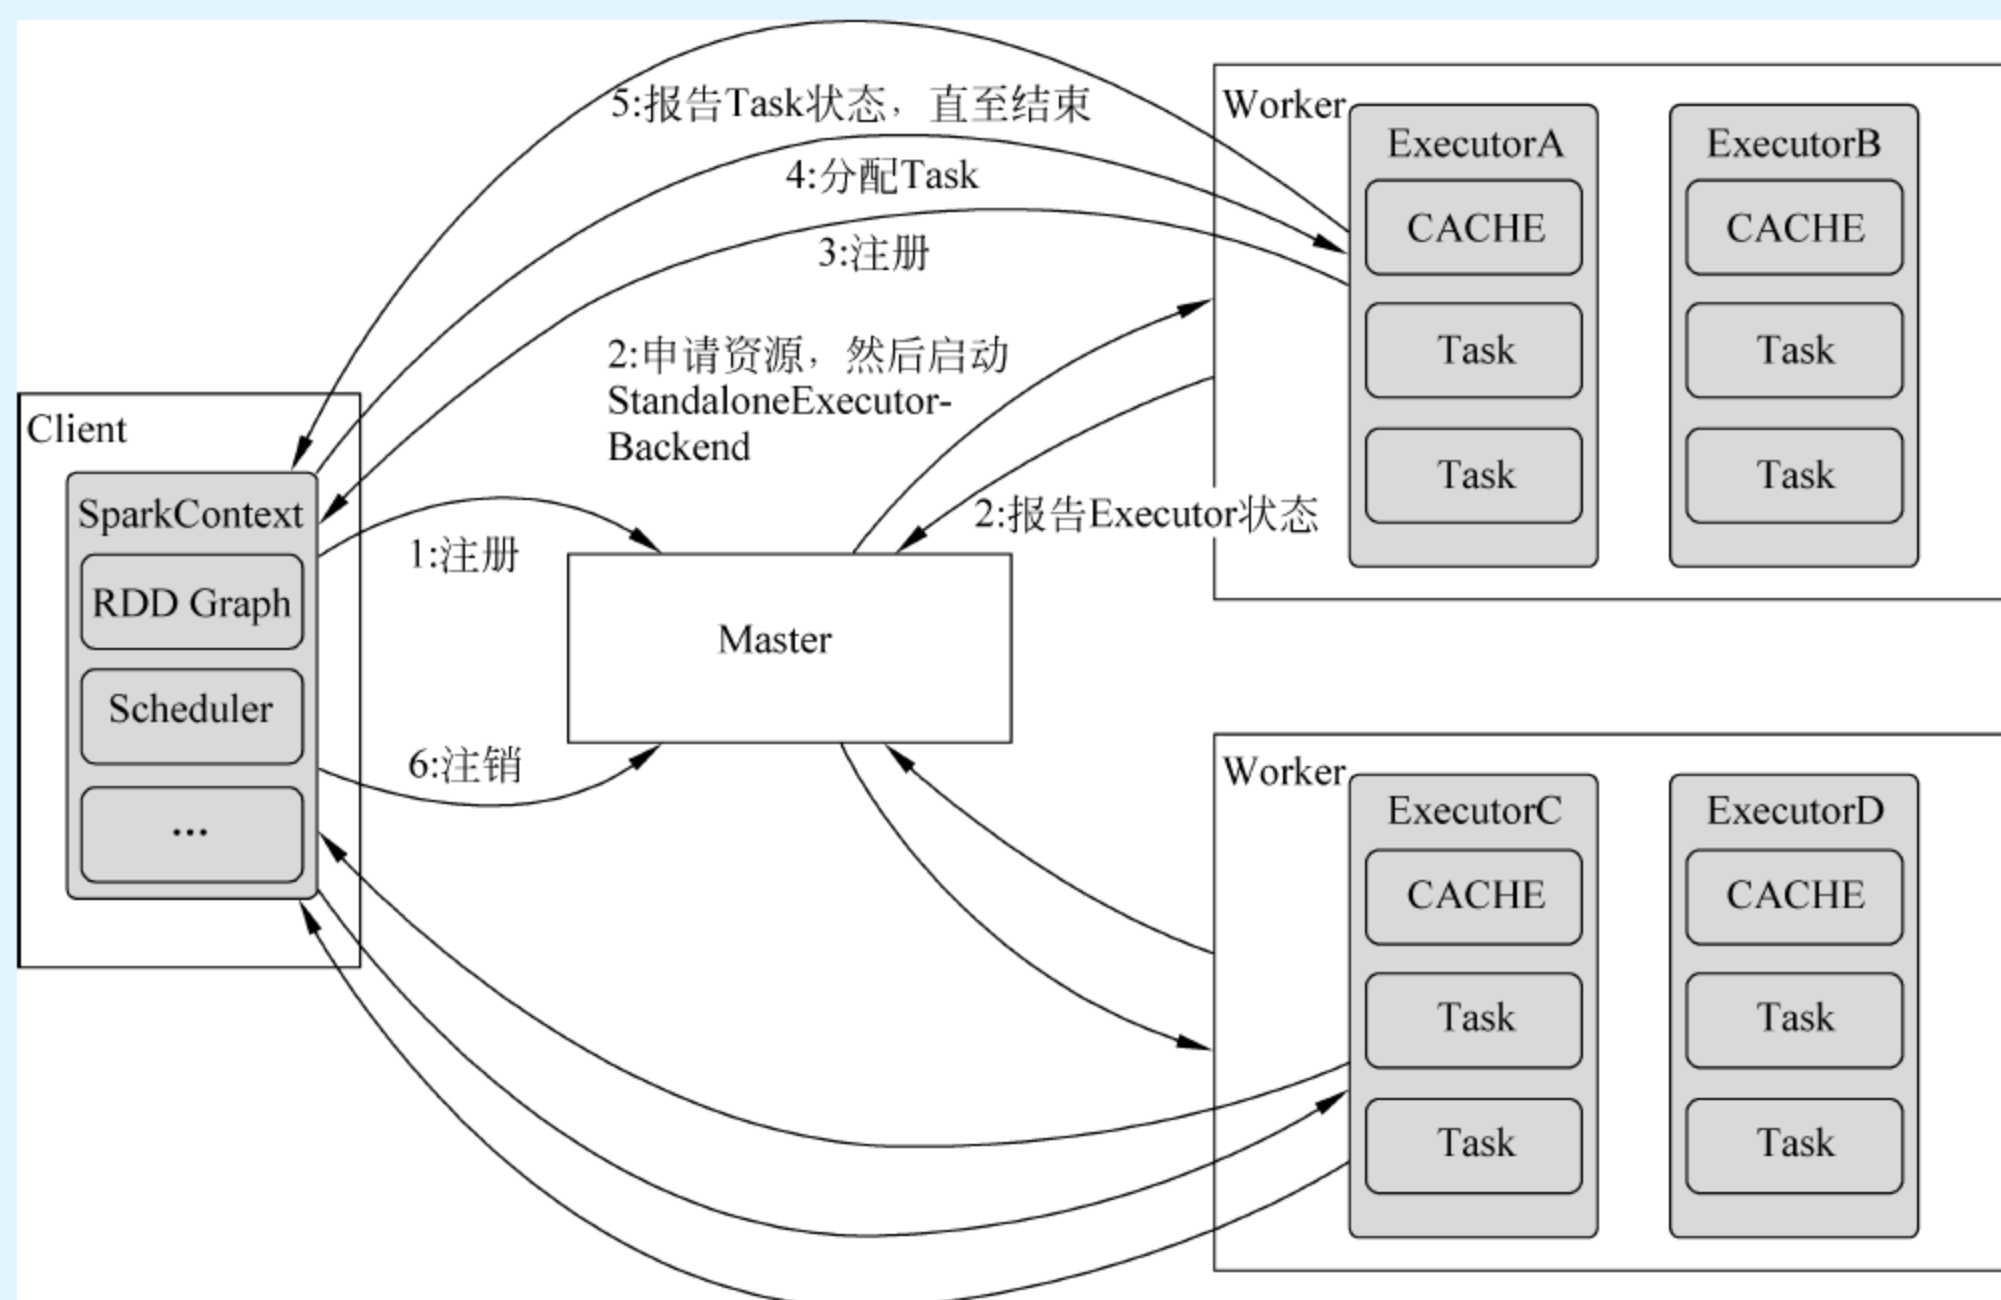 5:报告Task状态，直至结束
4:分配Task
3:注册
2:申请资源，然后启动
StandaloneExecutor-
Backend
2:报告Executor状态
Client
SparkContext
RDD Graph
Scheduler
...
1:注册
6:注销
Master
Worker
ExecutorA
CACHE
Task
Task
ExecutorB
CACHE
Task
Task
Worker
ExecutorC
CACHE
Task
Task
ExecutorD
CACHE
Task
Task